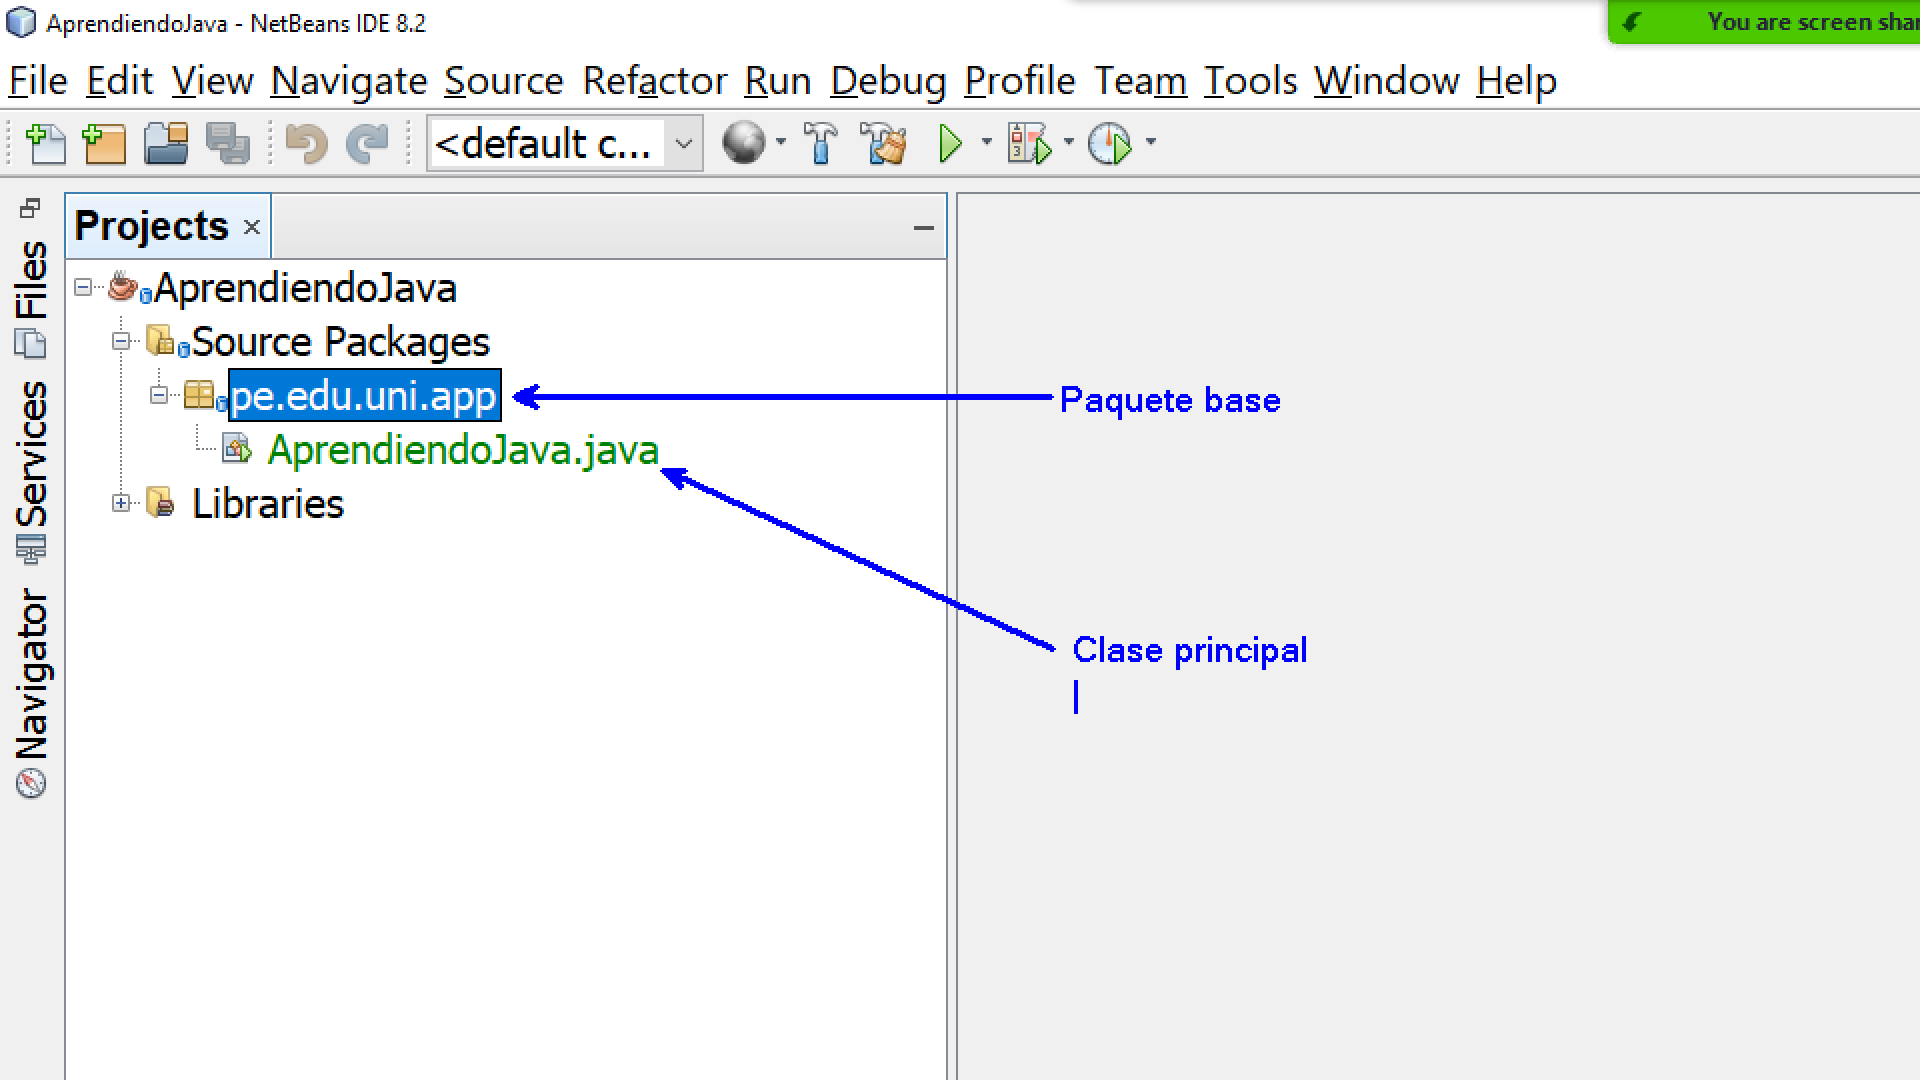 AprendiendoJava - NetBeans IDE 8.2
You are screen shar
File Edit View Navigate Source Refactor Run Debug Profile Team Tools Window Help
<default c...
Projects
Files
Services
Navigator
AprendiendoJava
Source Packages
pe.edu.uni.app
AprendiendoJava.java
Libraries
Paquete base
Clase principal